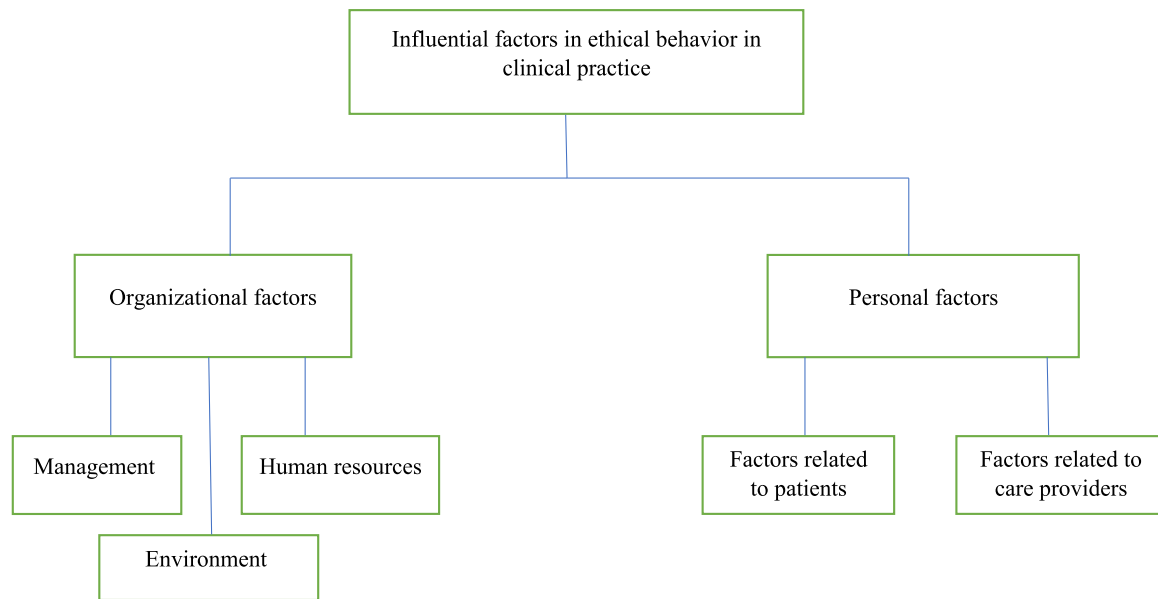 Influential factors in ethical behavior in
clinical practice
Organizational factors
Personal factors
Management
Human resources
Factors related
to patients
Factors related to
care providers
Environment